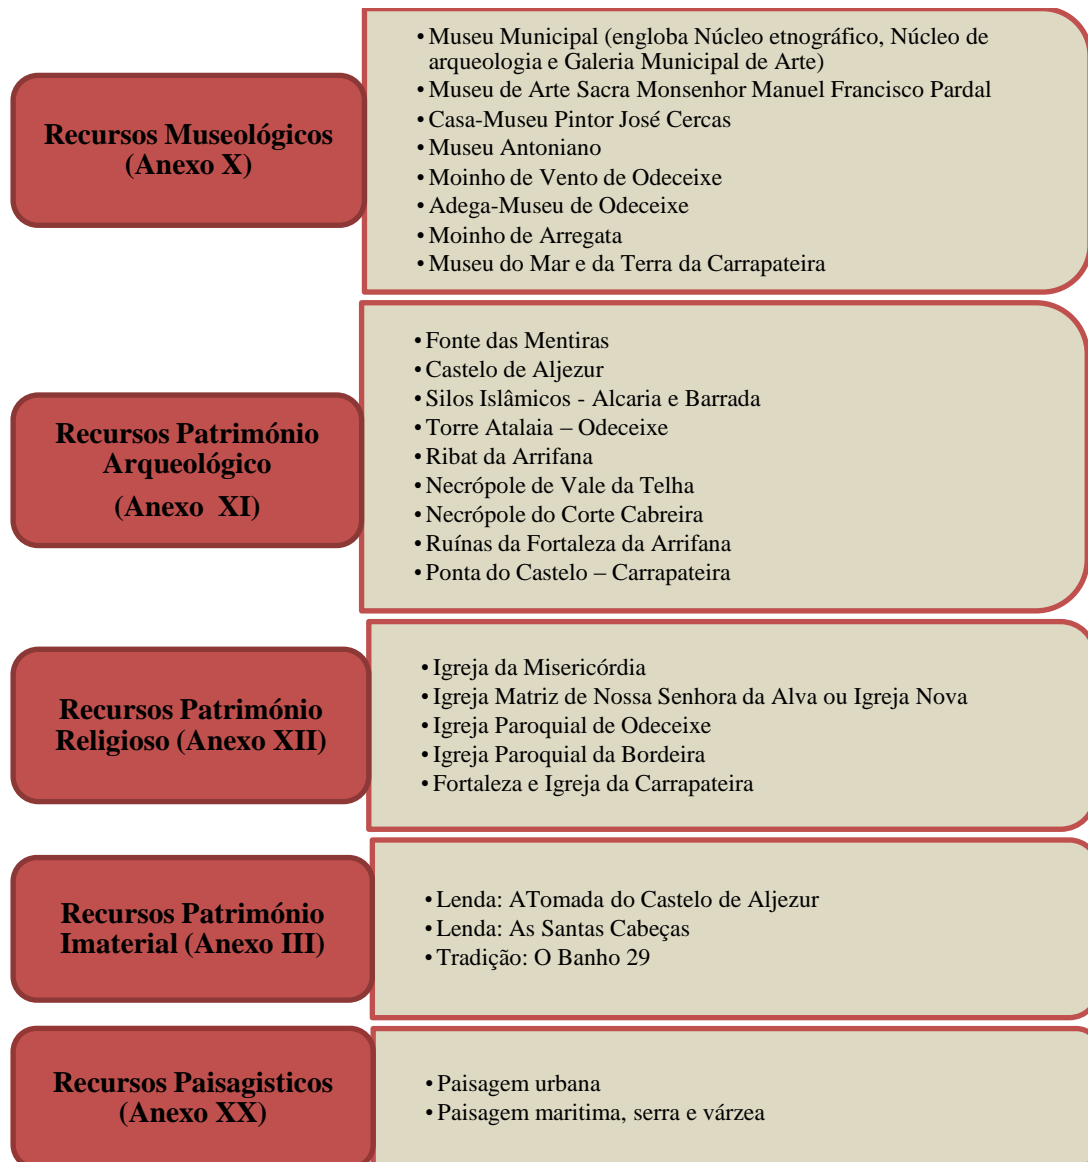 Recursos Museológicos
(Anexo X)
• Museu Municipal (engloba Núcleo etnográfico, Núcleo de
arqueologia e Galeria Municipal de Arte)
• Museu de Arte Sacra Monsenhor Manuel Francisco Pardal
• Casa-Museu Pintor José Cercas
• Museu Antoniano
• Moinho de Vento de Odeceixe
• Adega-Museu de Odeceixe
• Moinho de Arregata
• Museu do Mar e da Terra da Carrapateira
Recursos Património
Arqueológico
(Anexo XI)
• Fonte das Mentiras
• Castelo de Aljezur
• Silos Islâmicos - Alcaria e Barrada
• Torre Atalaia – Odeceixe
• Ribat da Arrifana
• Necrópole de Vale da Telha
• Necrópole do Corte Cabreira
• Ruínas da Fortaleza da Arrifana
• Ponta do Castelo – Carrapateira
Recursos Património
Religioso (Anexo XII)
• Igreja da Misericórdia
• Igreja Matriz de Nossa Senhora da Alva ou Igreja Nova
• Igreja Paroquial de Odeceixe
• Igreja Paroquial da Bordeira
• Fortaleza e Igreja da Carrapateira
Recursos Património
Imaterial (Anexo III)
• Lenda: ATomada do Castelo de Aljezur
• Lenda: As Santas Cabeças
• Tradição: O Banho 29
Recursos Paisagisticos
(Anexo XX)
• Paisagem urbana
• Paisagem maritima, serra e várzea